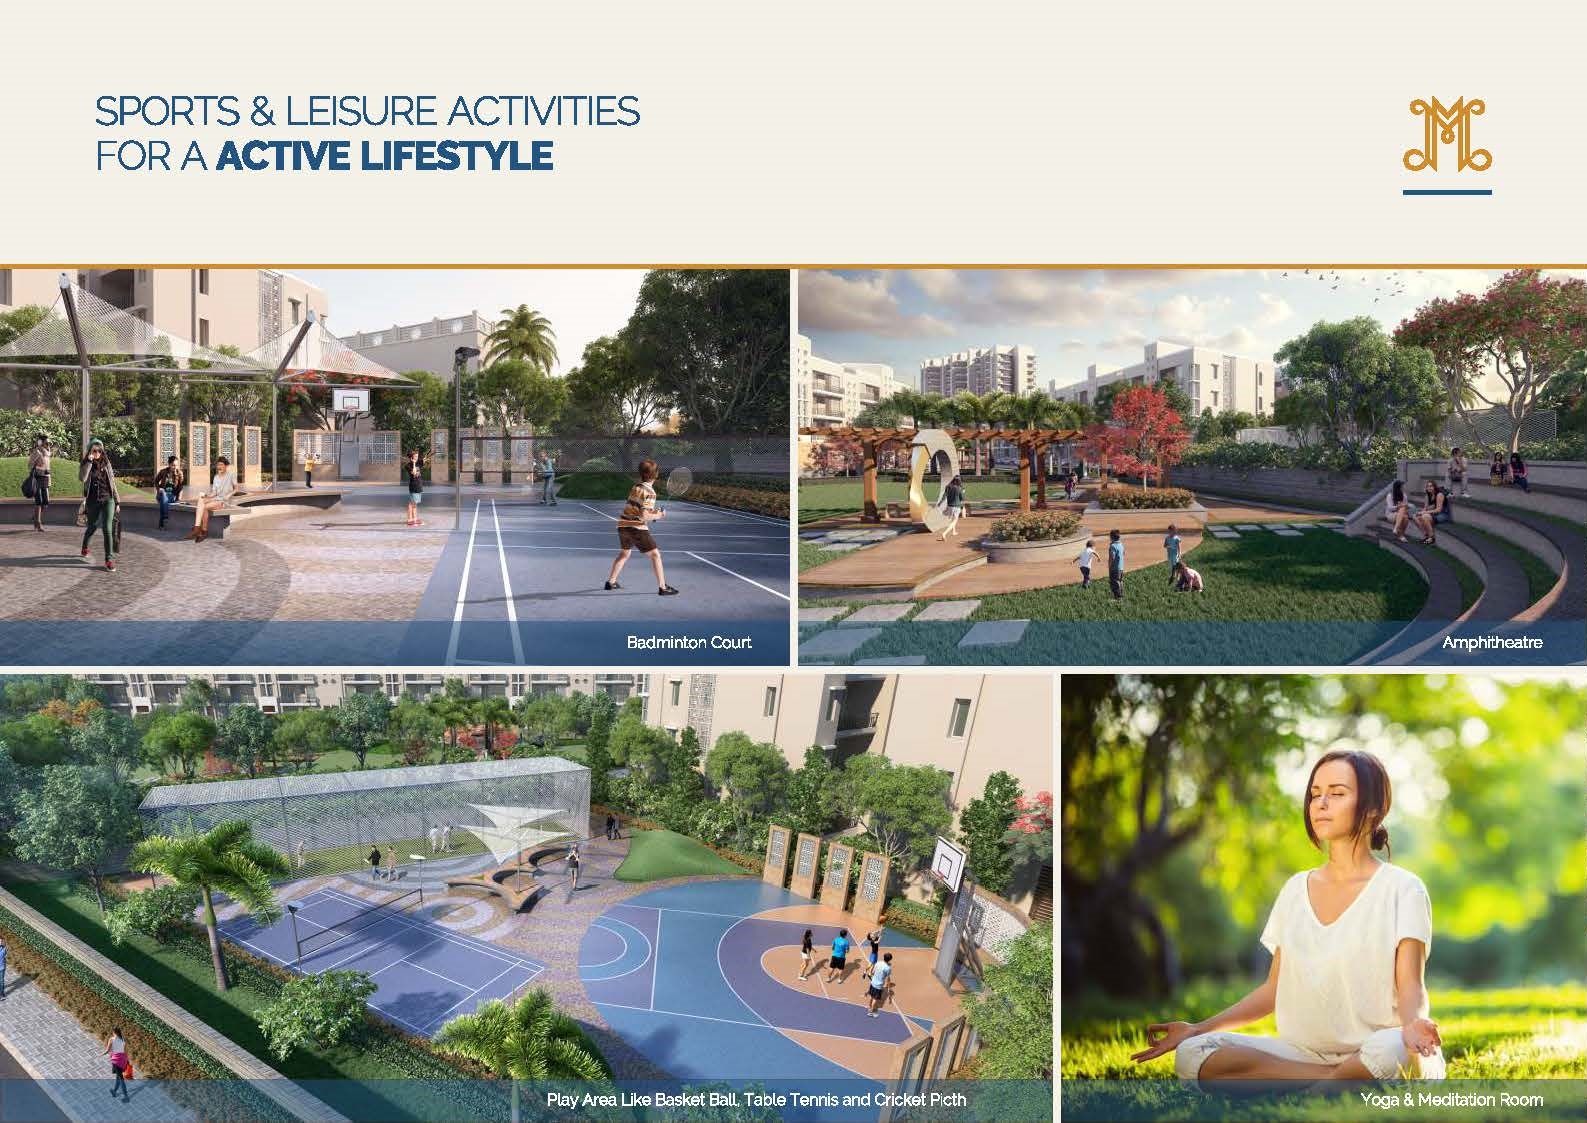 SPORTS & LEISURE ACTIVITIES
FOR A ACTIVE LIFESTYLE
M
Badminton Court
Amphitheatre
Play Area Like Basket Ball, Table Tennis and Cricket Picth
Yoga & Meditation Room